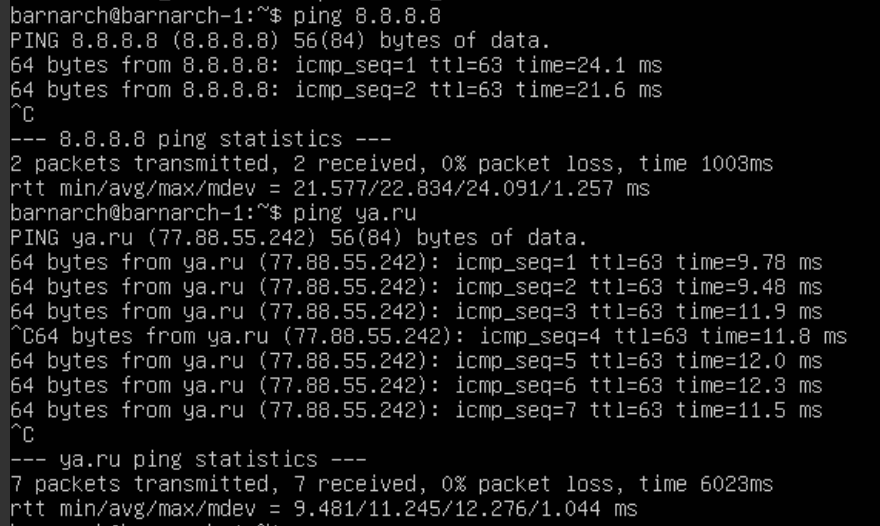 barnarch@barnarch-1:~$ ping 8.8.8.8
PING 8.8.8.8 (8.8.8.8) 56(84) bytes of data.
64 bytes from 8.8.8.8: icmp_seq=1 ttl=63 time=24.1 ms
64 bytes from 8.8.8.8: icmp_seq=2 ttl=63 time=21.6 ms
^C
--- 8.8.8.8 ping statistics ---
2 packets transmitted, 2 received, 0% packet loss, time 1003ms
rtt min/avg/max/mdev = 21.577/22.834/24.091/1.257 ms
barnarch@barnarch-1:~$ ping ya.ru
PING ya.ru (77.88.55.242) 56(84) bytes of data.
64 bytes from ya.ru (77.88.55.242): icmp_seq=1 ttl=63 time=9.78 ms
64 bytes from ya.ru (77.88.55.242): icmp_seq=2 ttl=63 time=9.48 ms
64 bytes from ya.ru (77.88.55.242): icmp_seq=3 ttl=63 time=11.9 ms
^C64 bytes from ya.ru (77.88.55.242): icmp_seq=4 ttl=63 time=11.8 ms
64 bytes from ya.ru (77.88.55.242): icmp_seq=5 ttl=63 time=12.0 ms
64 bytes from ya.ru (77.88.55.242): icmp_seq=6 ttl=63 time=12.3 ms
64 bytes from ya.ru (77.88.55.242): icmp_seq=7 ttl=63 time=11.5 ms
^C
--- ya.ru ping statistics ---
7 packets transmitted, 7 received, 0% packet loss, time 6023ms
rtt min/avg/max/mdev = 9.481/11.245/12.276/1.044 ms